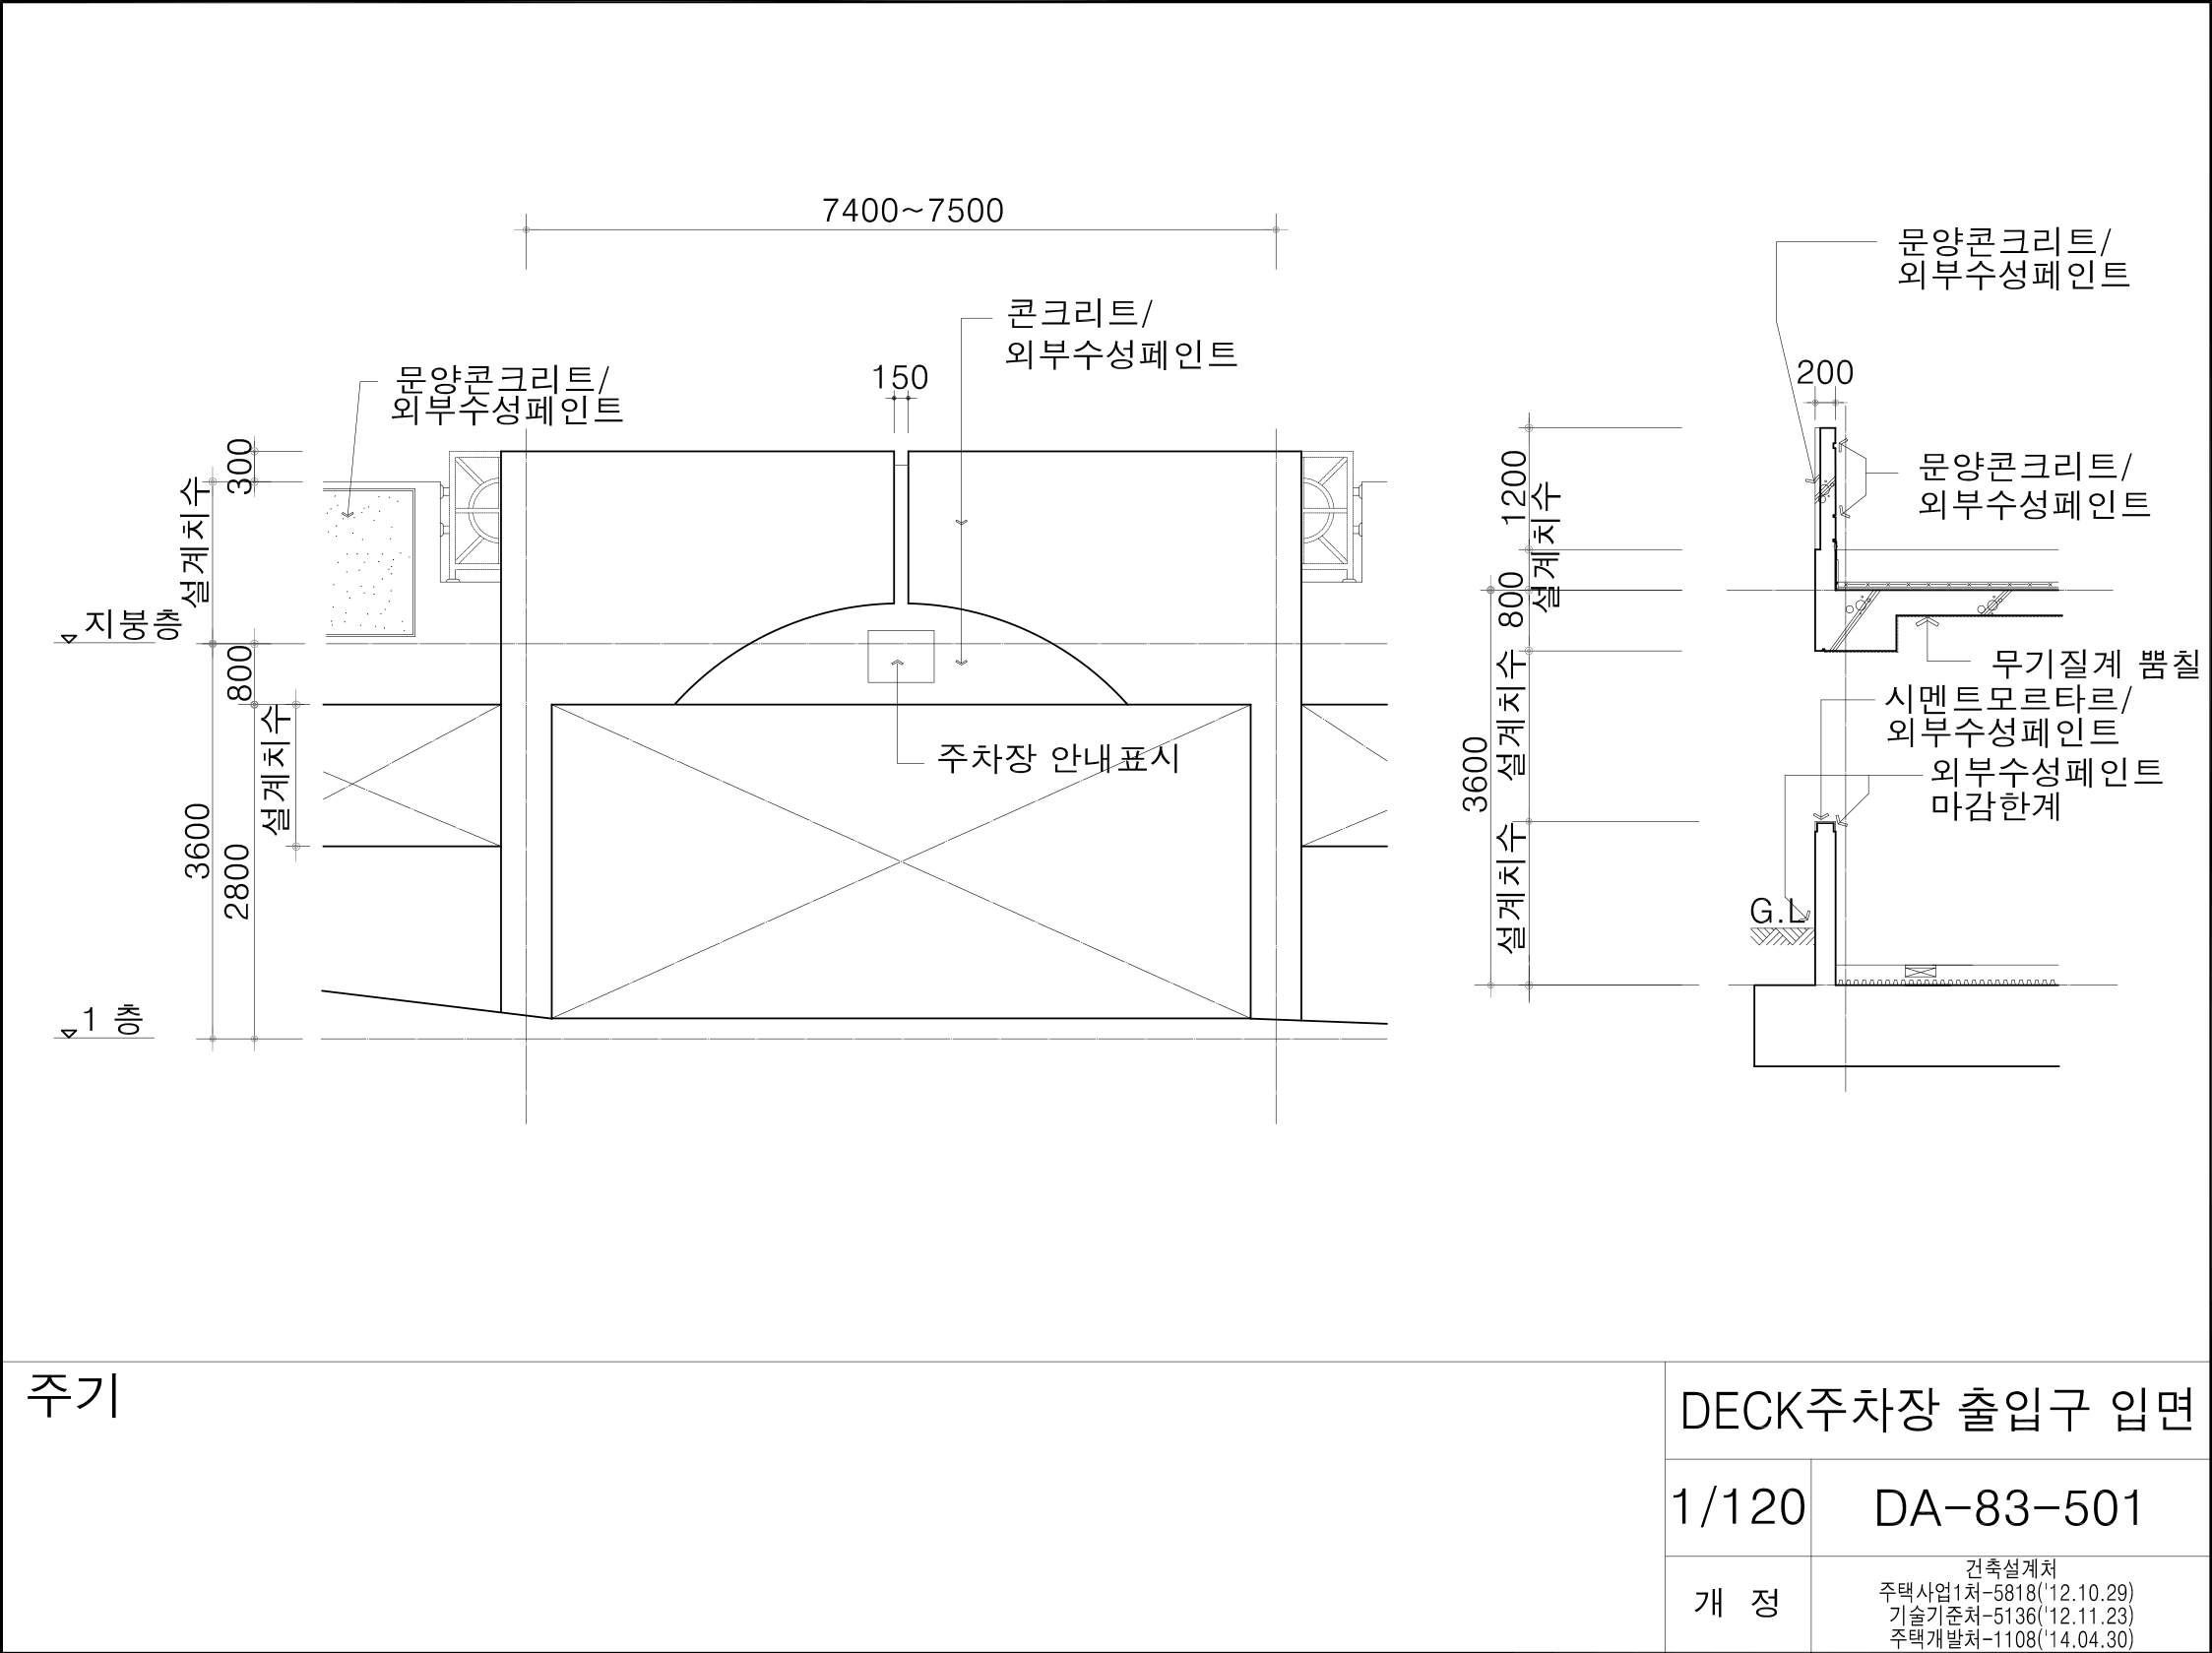 7400~7500
콘크리트/
외부수성페인트
문양콘크리트/
외부수성페인트
150
300
설계치수
지붕층
800
설계치수
3600
2800
1 층
주차장 안내표시
문양콘크리트/
외부수성페인트
200
1200
설계치수
800
문양콘크리트/
외부수성페인트
무기질계 뿜칠
시멘트모르타르/
외부수성페인트
외부수성페인트
마감한계
설계치수
3600
설계치수
G.L
주기
DECK주차장 출입구 입면
1/120
DA-83-501
개 정
건축설계처
주택사업1처-5818('12.10.29)
기술기준처-5136('12.11.23)
주택개발처-1108('14.04.30)